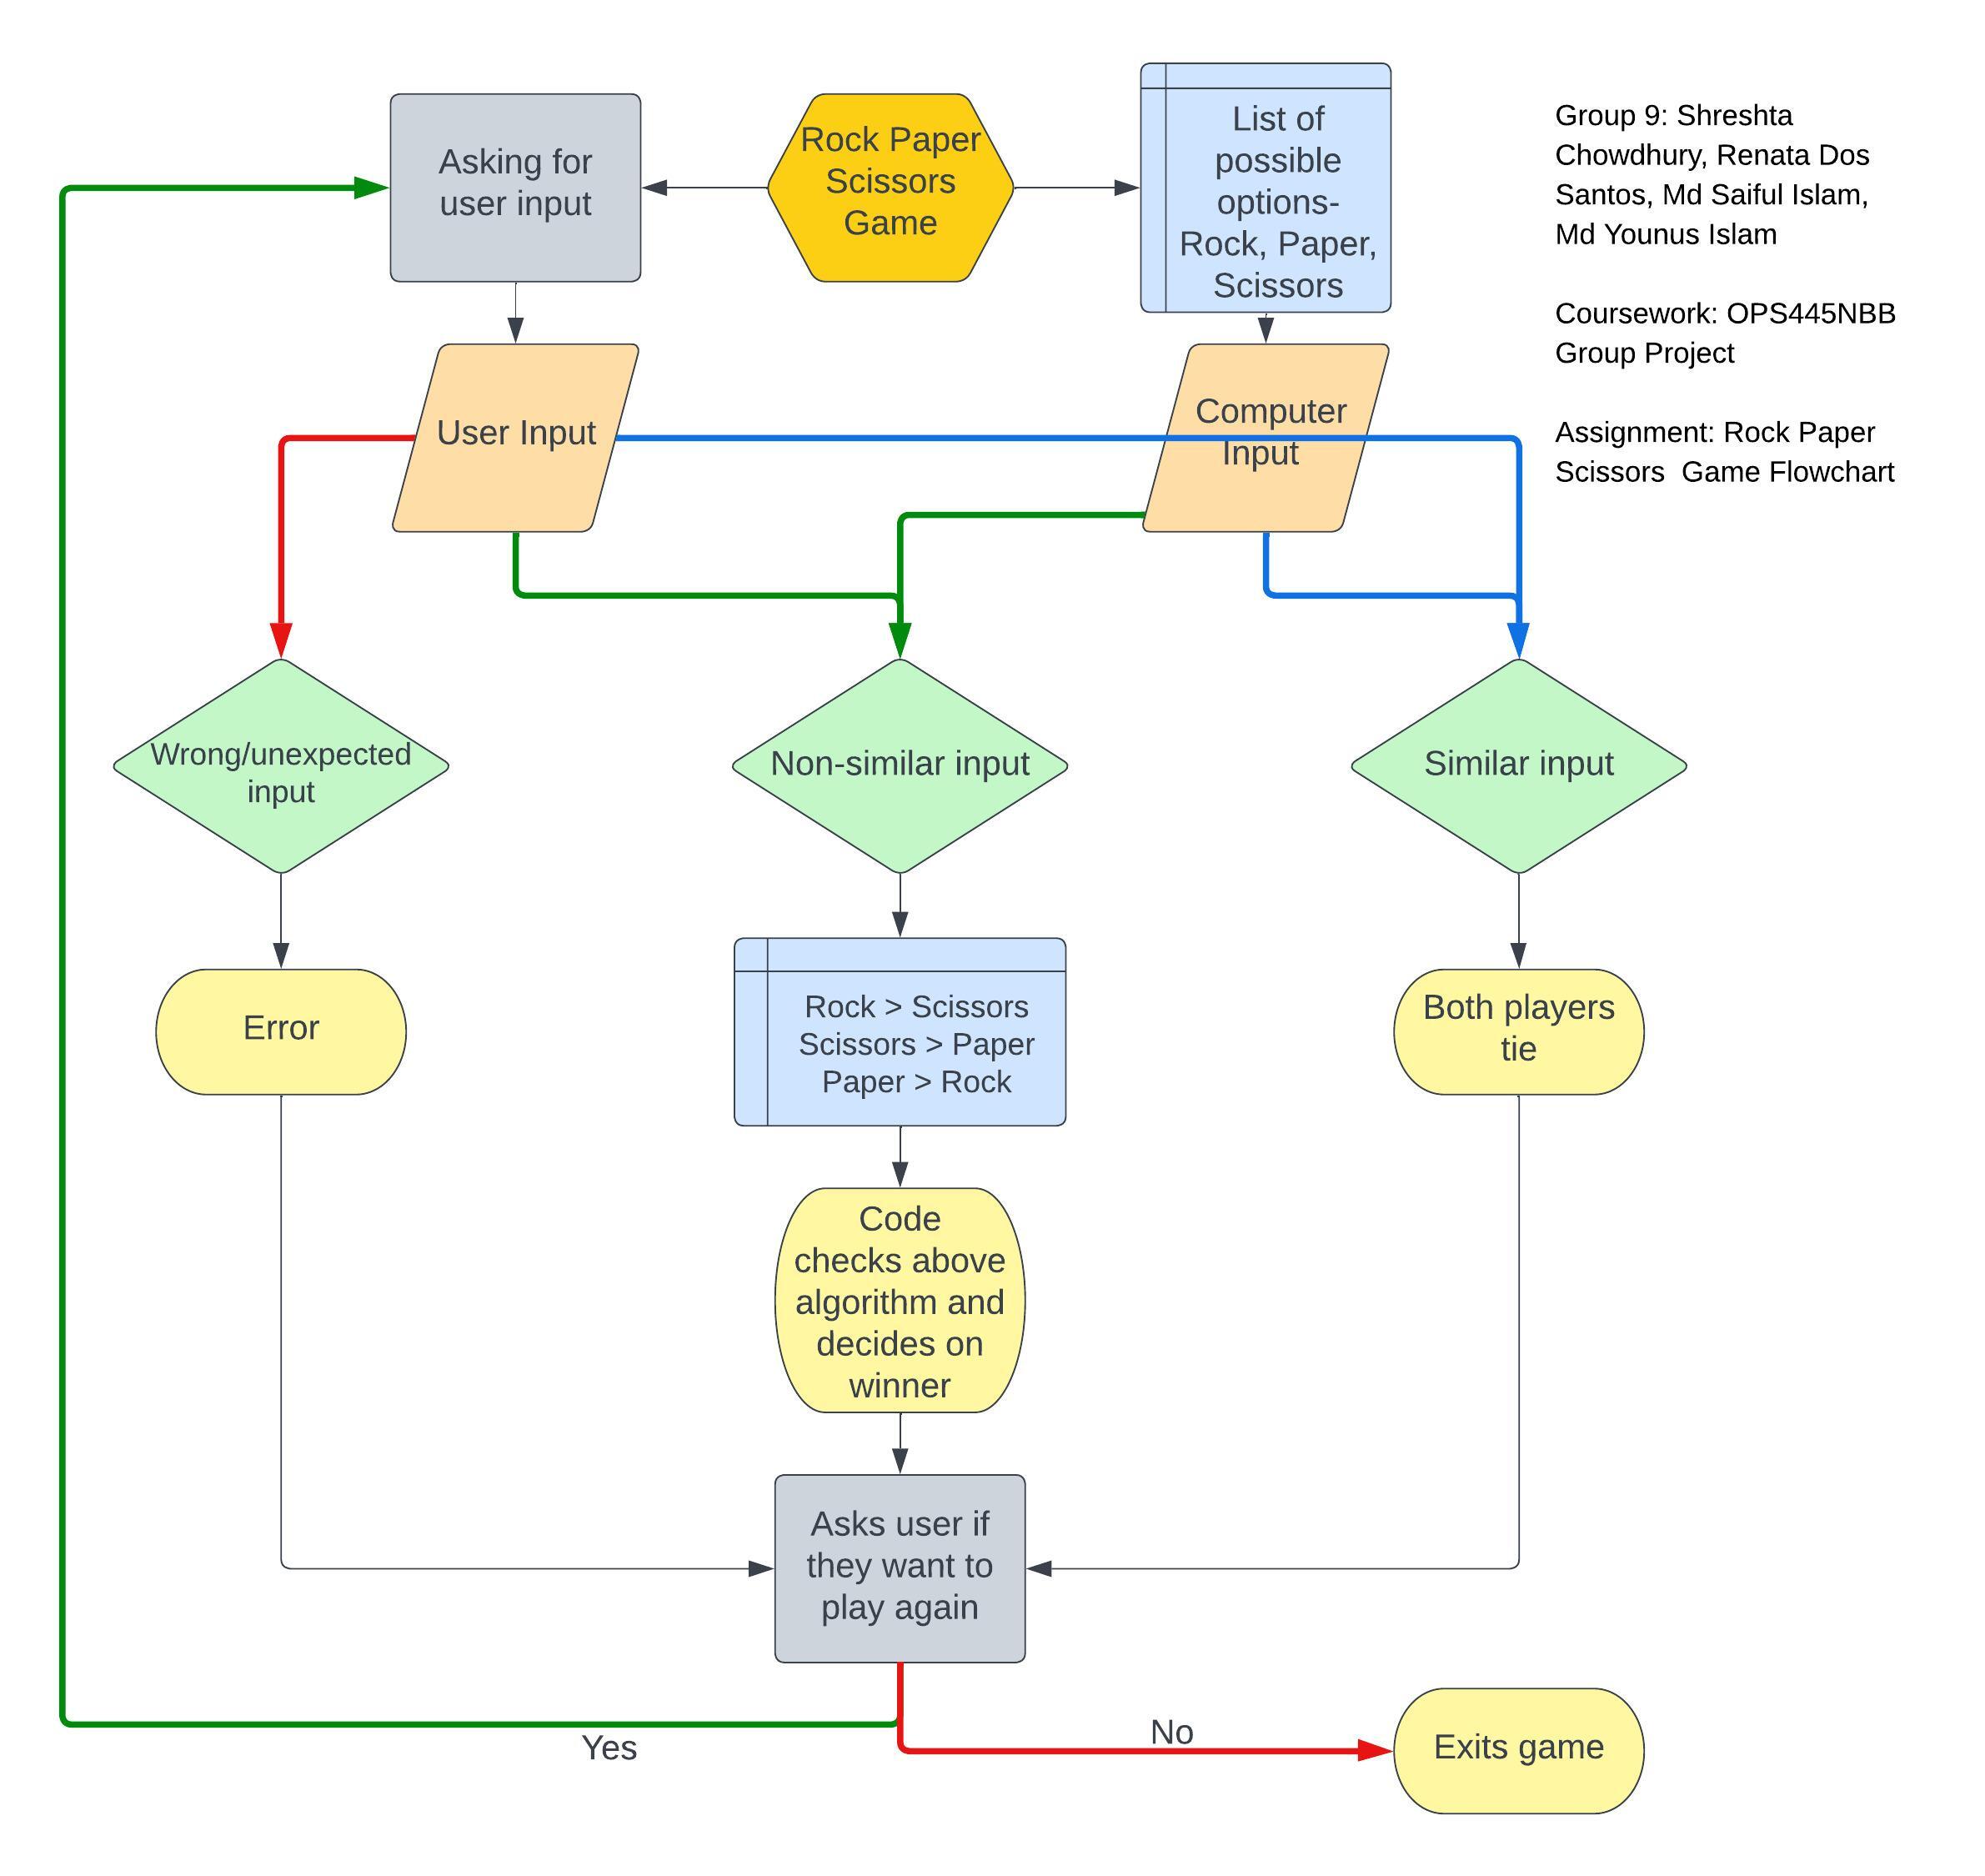 Asking for
user input
Rock Paper
Scissors
Game
List of
possible
options-
Rock, Paper,
Scissors
Group 9: Shreshta
Chowdhury, Renata Dos
Santos, Md Saiful Islam,
Md Younus Islam
Coursework: OPS445NBB
Group Project
Assignment: Rock Paper
Scissors  Game Flowchart
User Input
Computer
Input
Wrong/unexpected
input
Non-similar input
Similar input
Error
Rock > Scissors
Scissors > Paper
Paper > Rock
Both players
tie
Code
checks above
algorithm and
decides on
winner
Asks user if
they want to
play again
Yes
No
Exits game